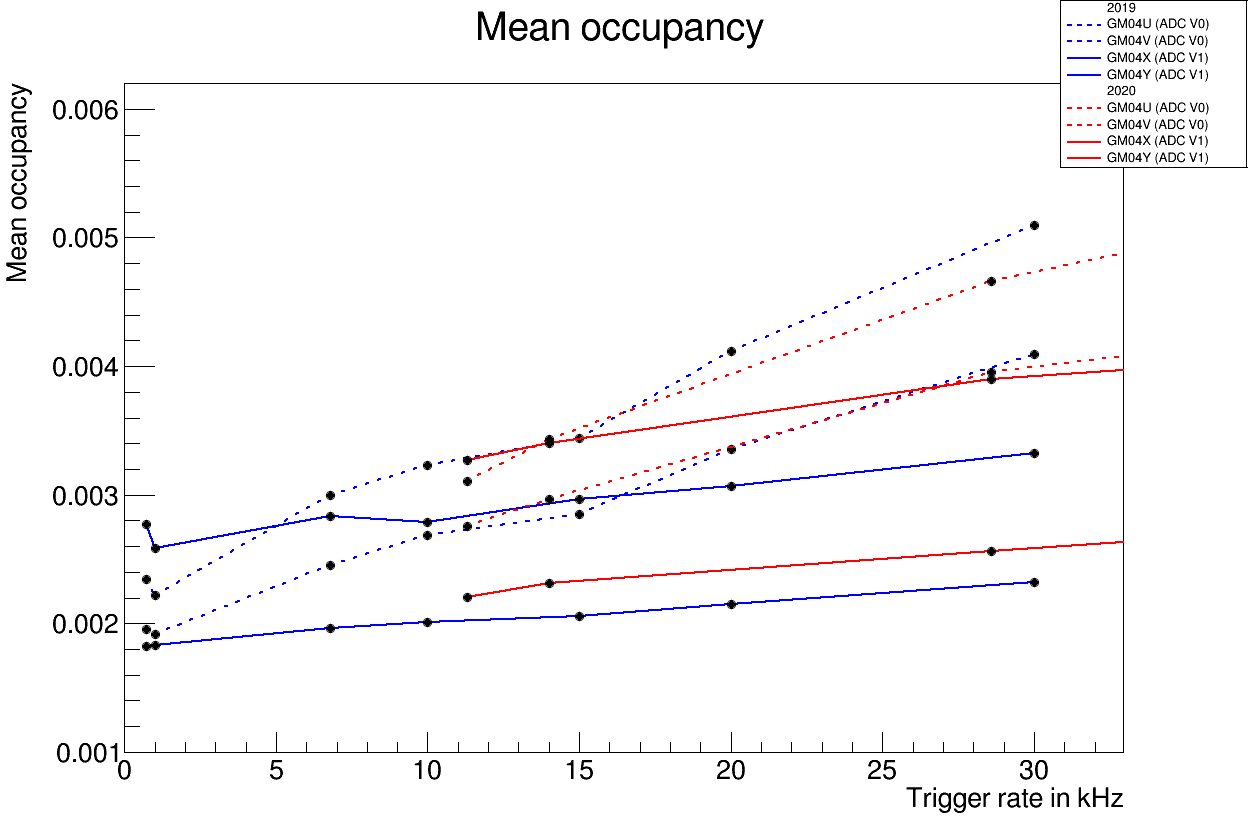 Mean occupancy
2019
GM04U (ADC V0)
GM04V (ADC V0)
GM04X (ADC V1)
GM04Y (ADC V1)
2020
GM04U (ADC V0)
GM04V (ADC V0)
GM04X (ADC V1)
GM04Y (ADC V1)
Mean occupancy
0.006
0.005
0.004
0.003
0.002
0.001
0 5 10 15 20 25 30
Trigger rate in kHz